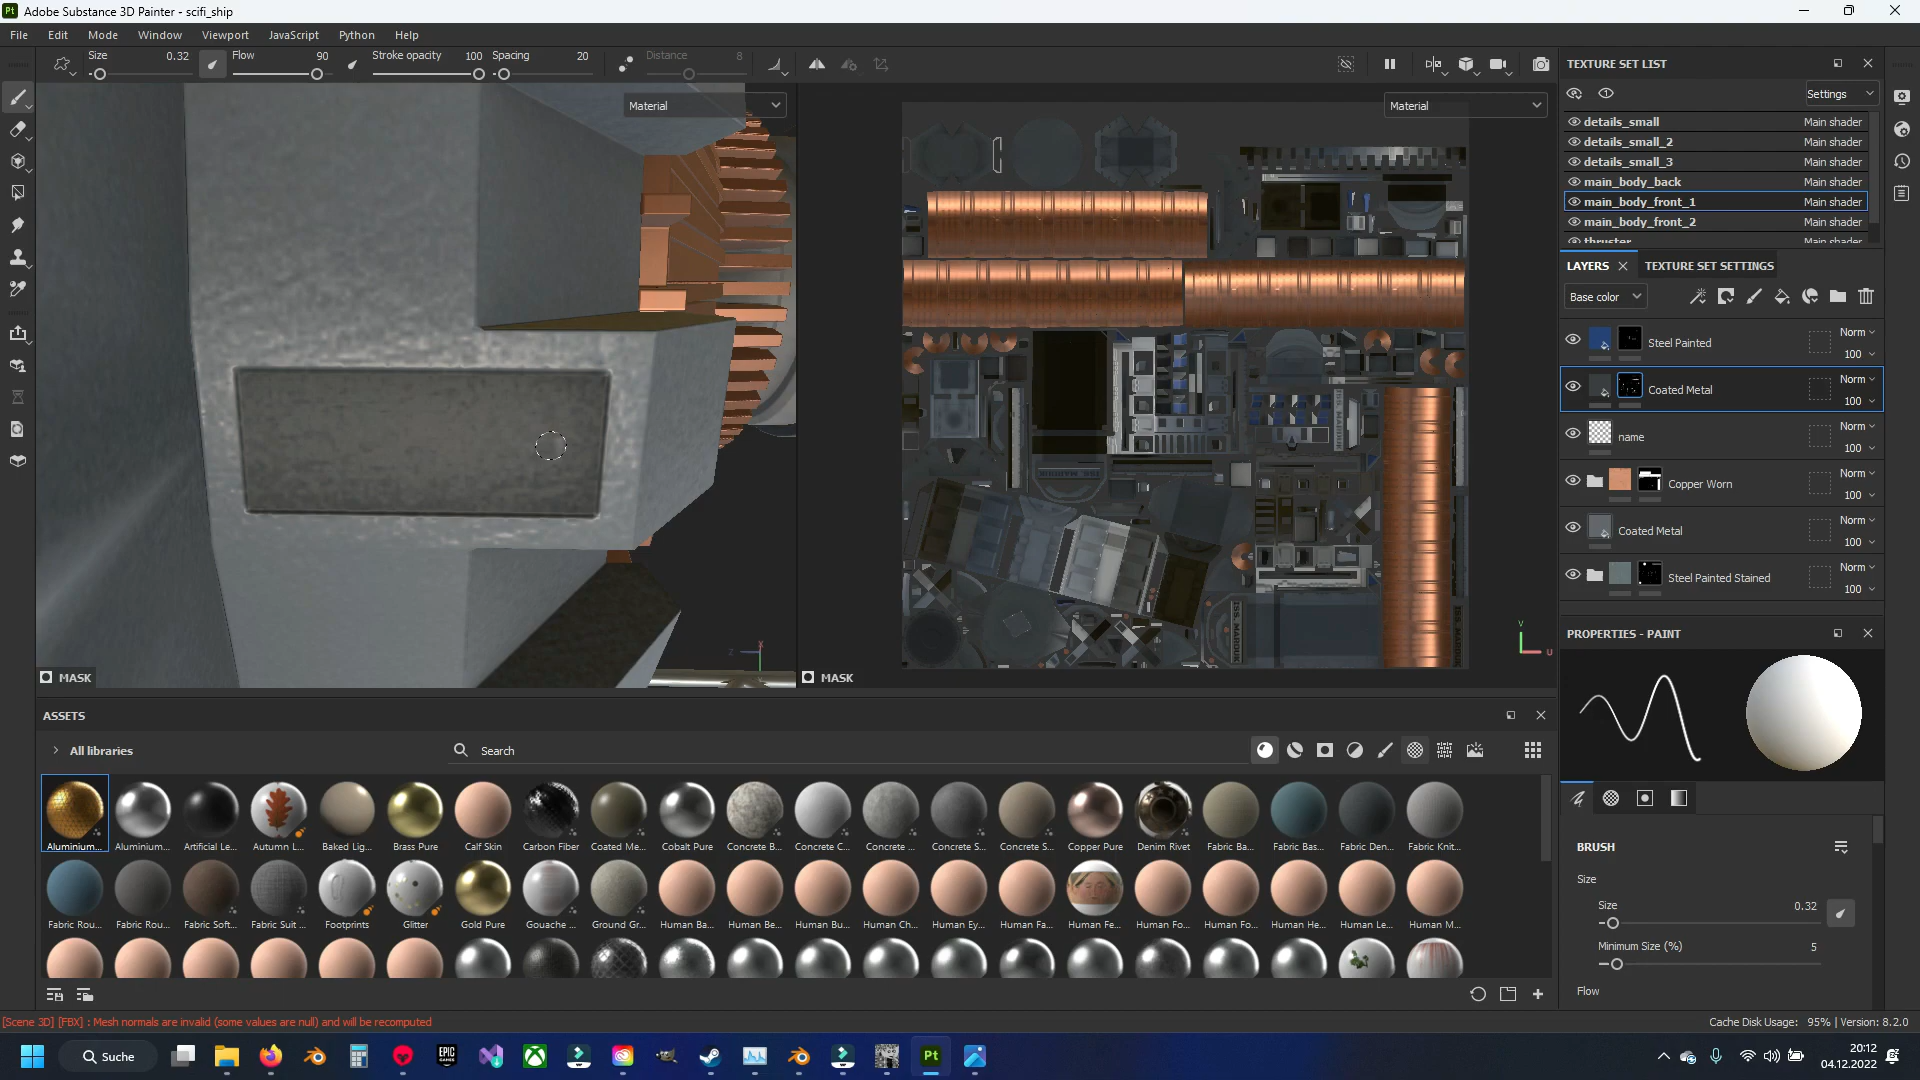 Pt Adobe Substance 3D Painter - scifi_ship
File Edit Mode Window Viewport JavaScript Python Help
Size 0.32 Flow 90 Stroke opacity 100 Spacing 20 Distance 8
Material
Material
MASK
MASK
TEXTURE SET LIST
Settings
details_small Main shader
details_small_2 Main shader
details_small_3 Main shader
main_body_back Main shader
main_body_front_1 Main shader
main_body_front_2 Main shader
thruster Main shader
LAYERS TEXTURE SET SETTINGS
Base color
Steel Painted Norm 100
Coated Metal Norm 100
name Norm 100
Copper Worn Norm 100
Coated Metal Norm 100
Steel Painted Stained Norm 100
PROPERTIES - PAINT
BRUSH
Size
Size 0.32
Minimum Size (%) 5
Flow
ASSETS
All libraries Search
Aluminium... Aluminium... Artificial Le... Autumn L... Baked Lig... Brass Pure Calf Skin Carbon Fiber Coated Me... Cobalt Pure Concrete B... Concrete C... Concrete ... Concrete S... Concrete S... Copper Pure Denim Rivet Fabric Ba... Fabric Bas... Fabric Den... Fabric Knit...
Fabric Rou... Fabric Rou... Fabric Soft... Fabric Suit ... Footprints Glitter Gold Pure Gouache ... Ground Gr... Human Ba... Human Be... Human Bu... Human Ch... Human Ey... Human Fa... Human Fe... Human Fo... Human Fo... Human He... Human Le... Human M...
[Scene 3D] [FBX] : Mesh normals are invalid (some values are null) and will be recomputed
Cache Disk Usage: 95% | Version: 8.2.0
Suche
EPIC GAMES
Pt
20:12
04.12.2022